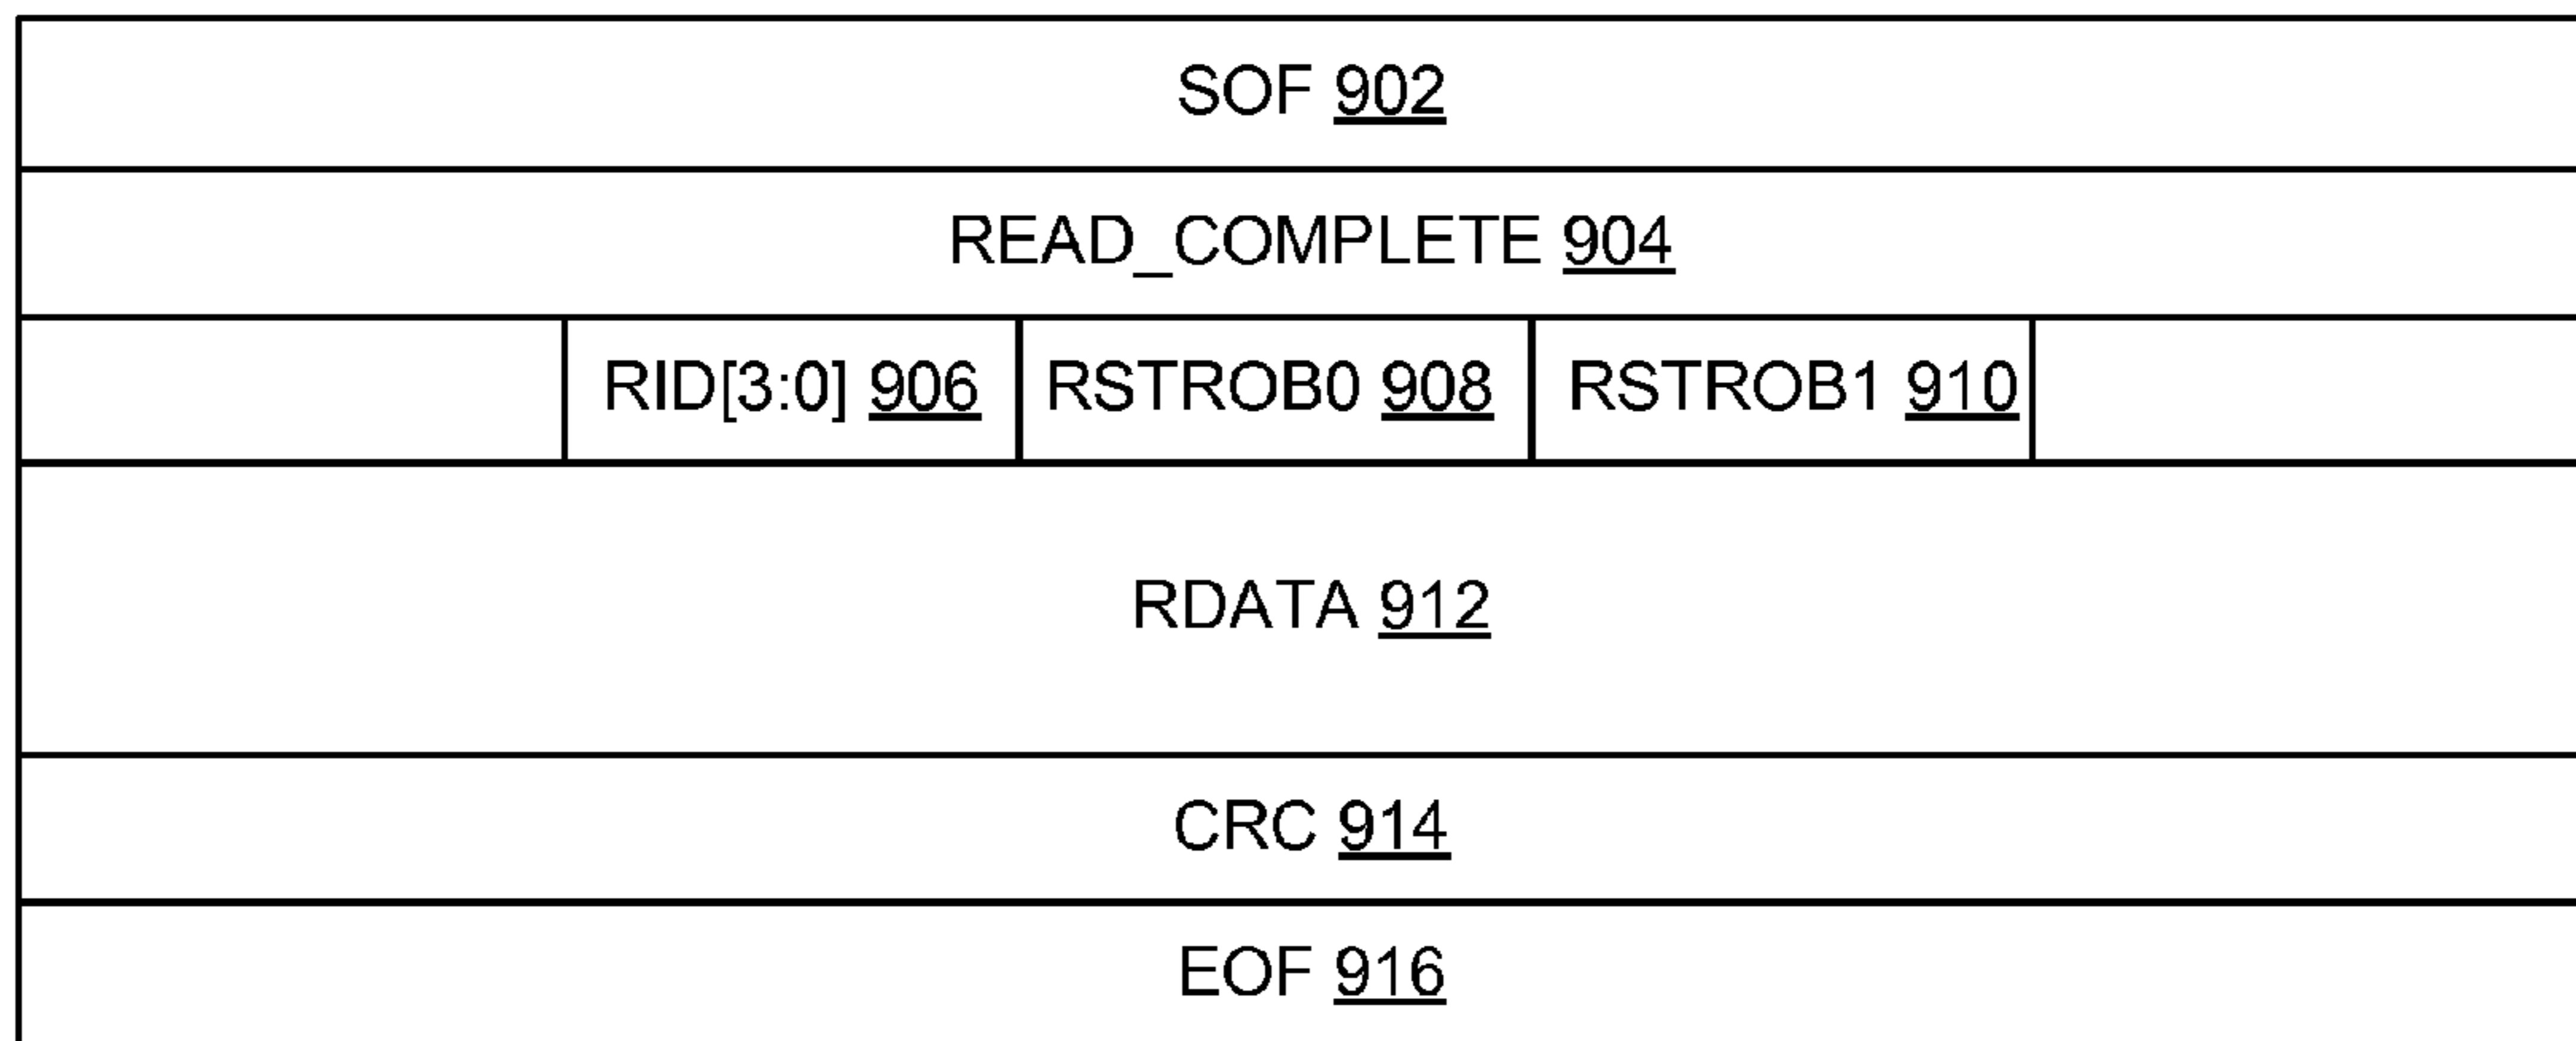 SOF 902
READ_COMPLETE 904
RID[3:0] 906 RSTROB0 908 RSTROB1 910
RDATA 912
CRC 914
EOF 916